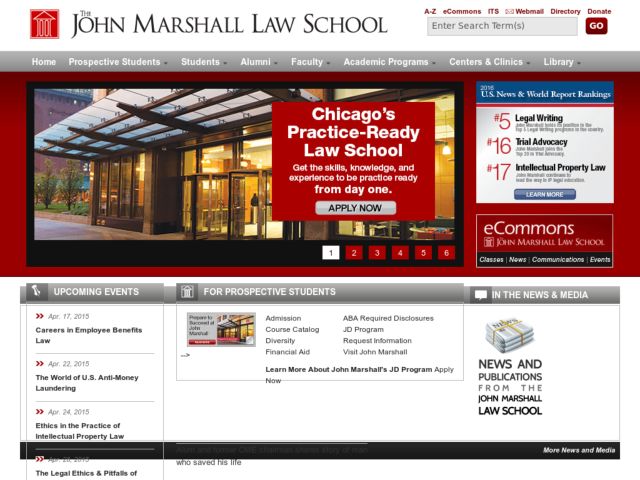 THE
JOHN MARSHALL LAW SCHOOL
A-Z eCommons ITS Webmail Directory Donate
Enter Search Term(s)
GO
Home Prospective Students Students Alumni Faculty Academic Programs Centers & Clinics Library
Chicago's
Practice-Ready
Law School
Get the skills, knowledge, and
experience to be practice ready
from day one.
APPLY NOW
1 2 3 4 5 6
2016
U.S. News & World Report Rankings
#5 Legal Writing
John Marshall holds its position in the
Top 5 Legal Writing programs in the country.
#16 Trial Advocacy
John Marshall joins the
Top 20 in Trial Advocacy.
#17 Intellectual Property Law
John Marshall continues to
lead the way in IP legal education.
LEARN MORE
eCommons
JOHN MARSHALL LAW SCHOOL
Classes | News | Communications | Events
UPCOMING EVENTS
Apr. 17, 2015
Careers in Employee Benefits
Law
Apr. 22, 2015
The World of U.S. Anti-Money
Laundering
Apr. 24, 2015
Ethics in the Practice of
Intellectual Property Law
The Legal Ethics & Pitfalls of
FOR PROSPECTIVE STUDENTS
Prepare to
Succeed at
John
Marshall
-->
Admission
Course Catalog
Diversity
Financial Aid
ABA Required Disclosures
JD Program
Request Information
Visit John Marshall
Learn More About John Marshall's JD Program Apply
Now
Alum and former CME chairman shares story of man
who saved his life
IN THE NEWS & MEDIA
NEWS AND
PUBLICATIONS
FROM THE
JOHN MARSHALL
LAW SCHOOL
More News and Media